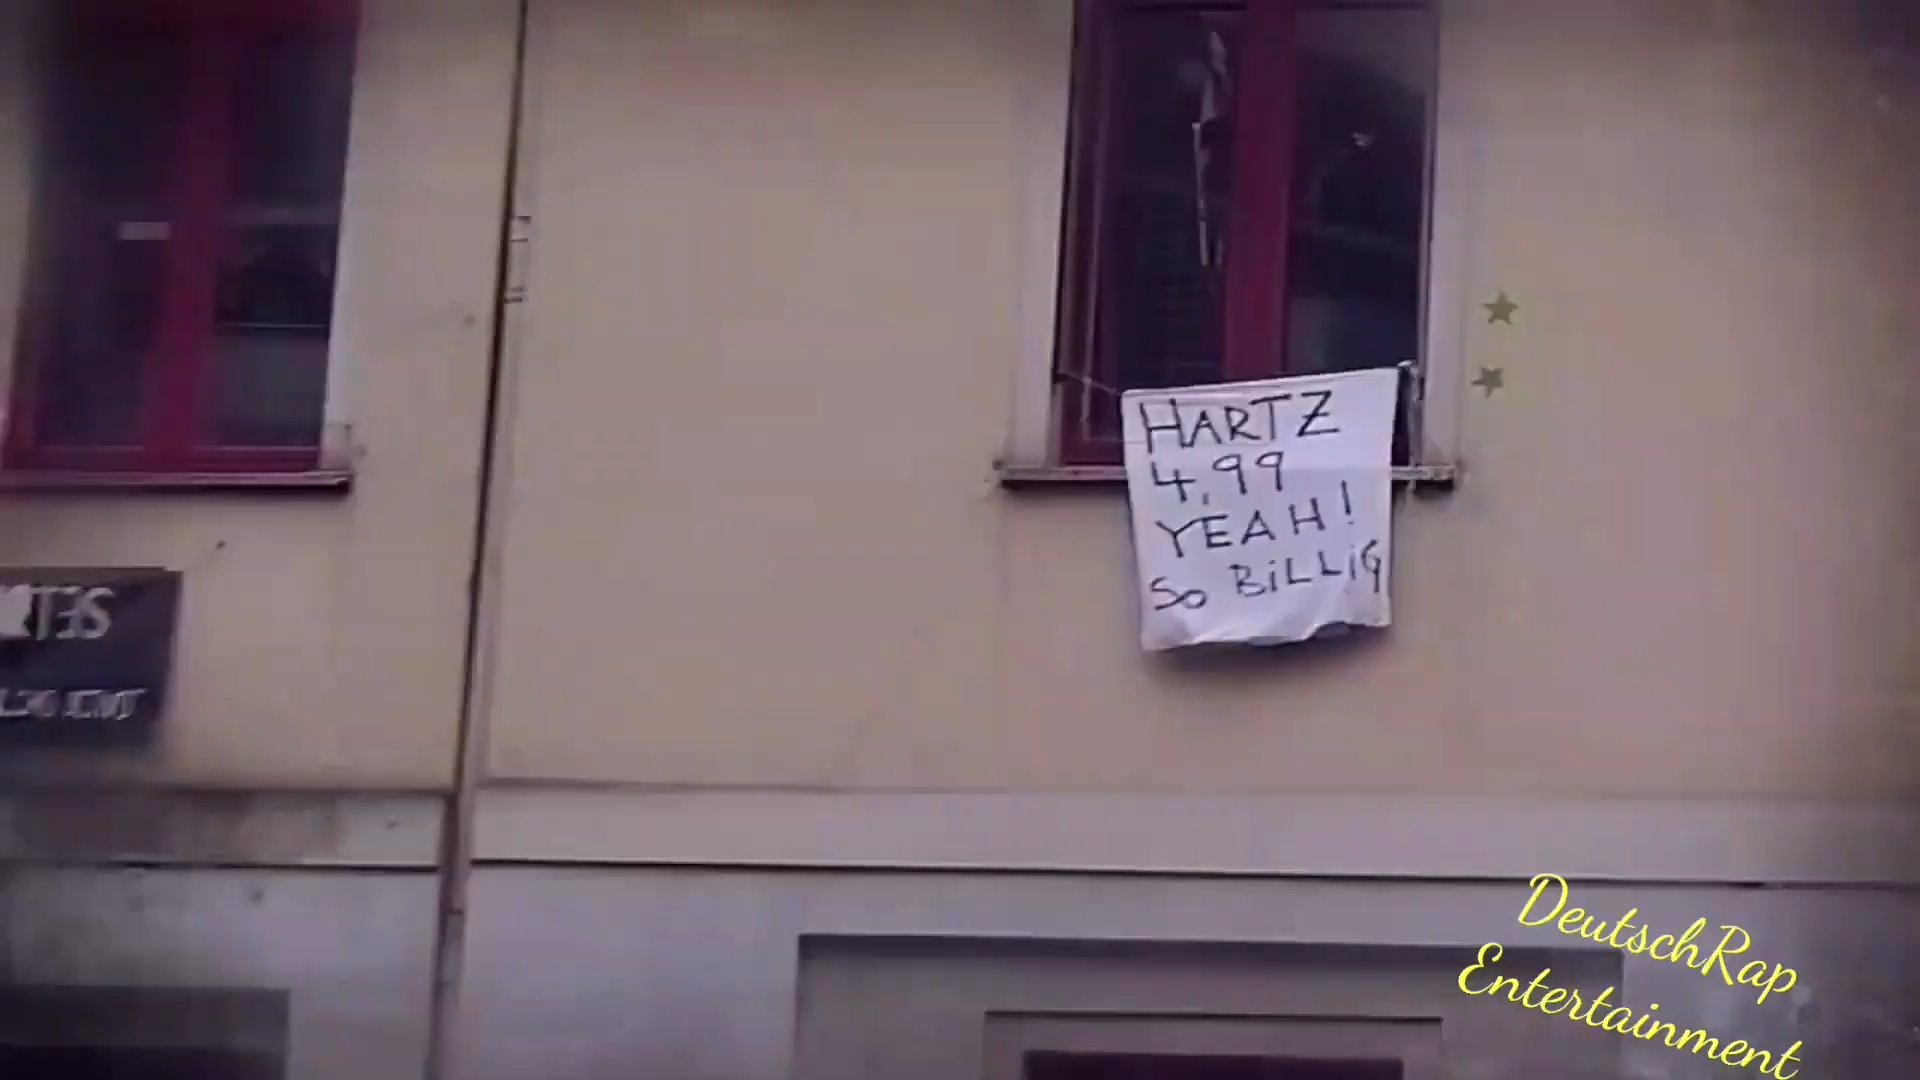 HARTZ
4,99
YEAH!
SO BiLLiG
DeutschRap
Entertainment